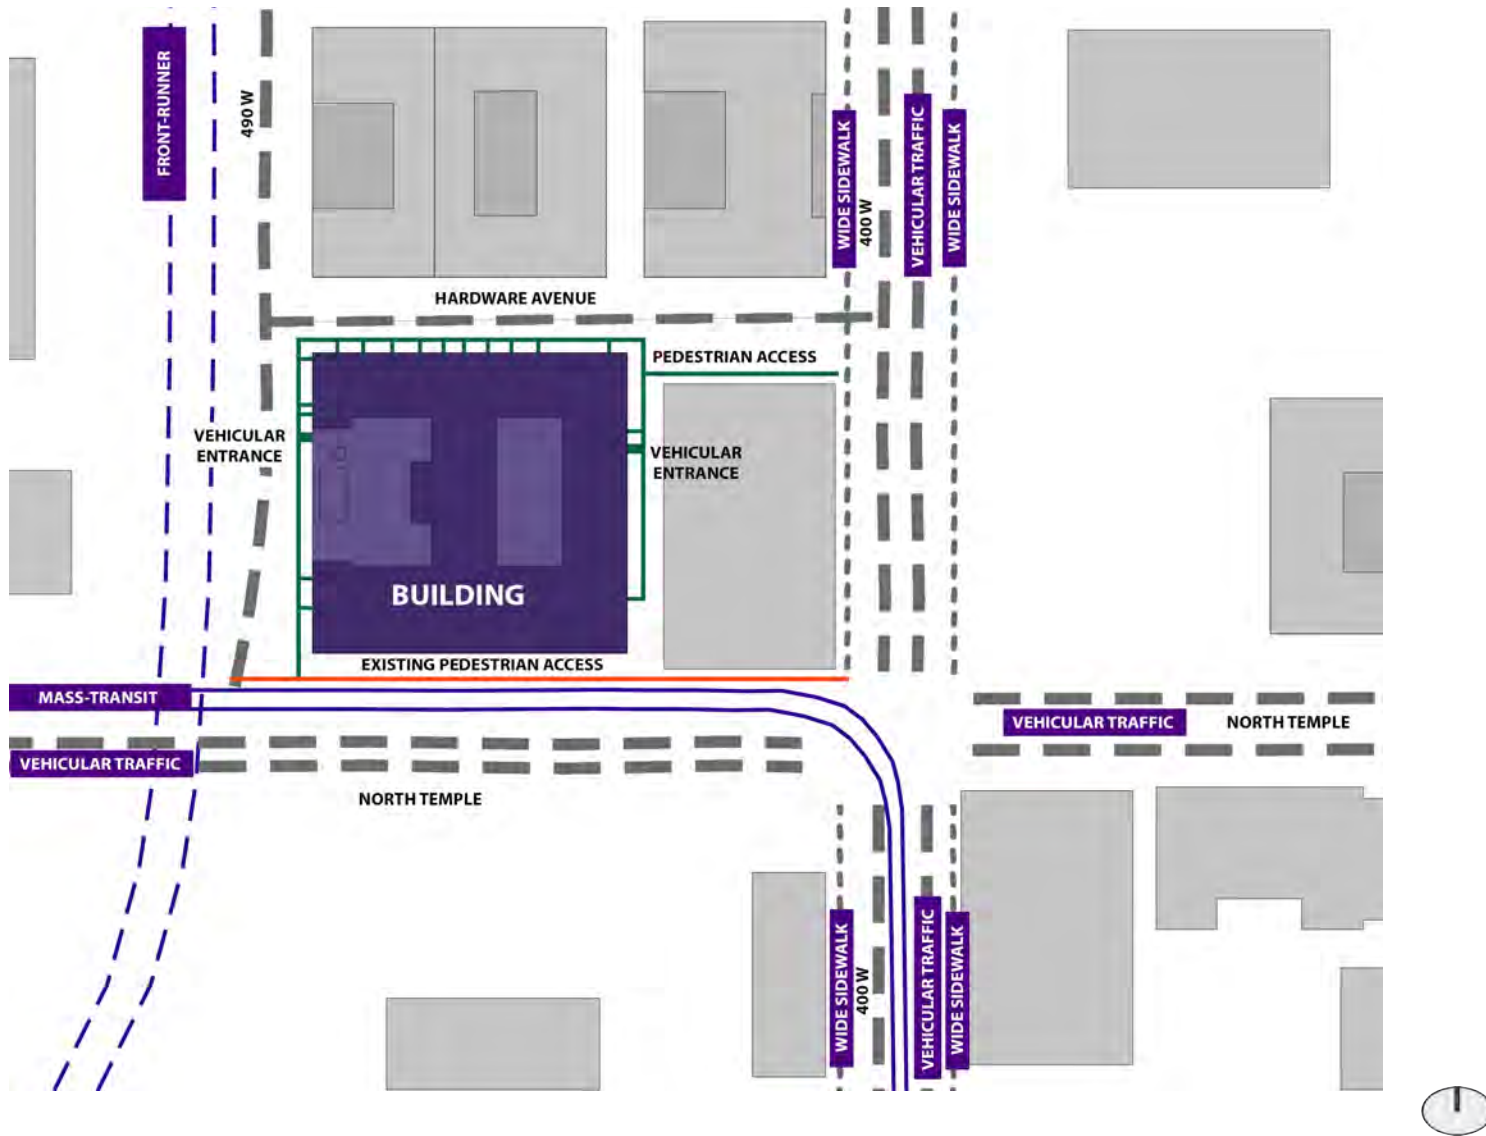 FRONT-RUNNER
490 W
WIDE SIDEWALK
400 W
VEHICULAR TRAFFIC
WIDE SIDEWALK
HARDWARE AVENUE
PEDESTRIAN ACCESS
VEHICULAR
ENTRANCE
VEHICULAR
ENTRANCE
BUILDING
EXISTING PEDESTRIAN ACCESS
MASS-TRANSIT
VEHICULAR TRAFFIC
NORTH TEMPLE
VEHICULAR TRAFFIC
NORTH TEMPLE
WIDE SIDEWALK
400 W
VEHICULAR TRAFFIC
WIDE SIDEWALK